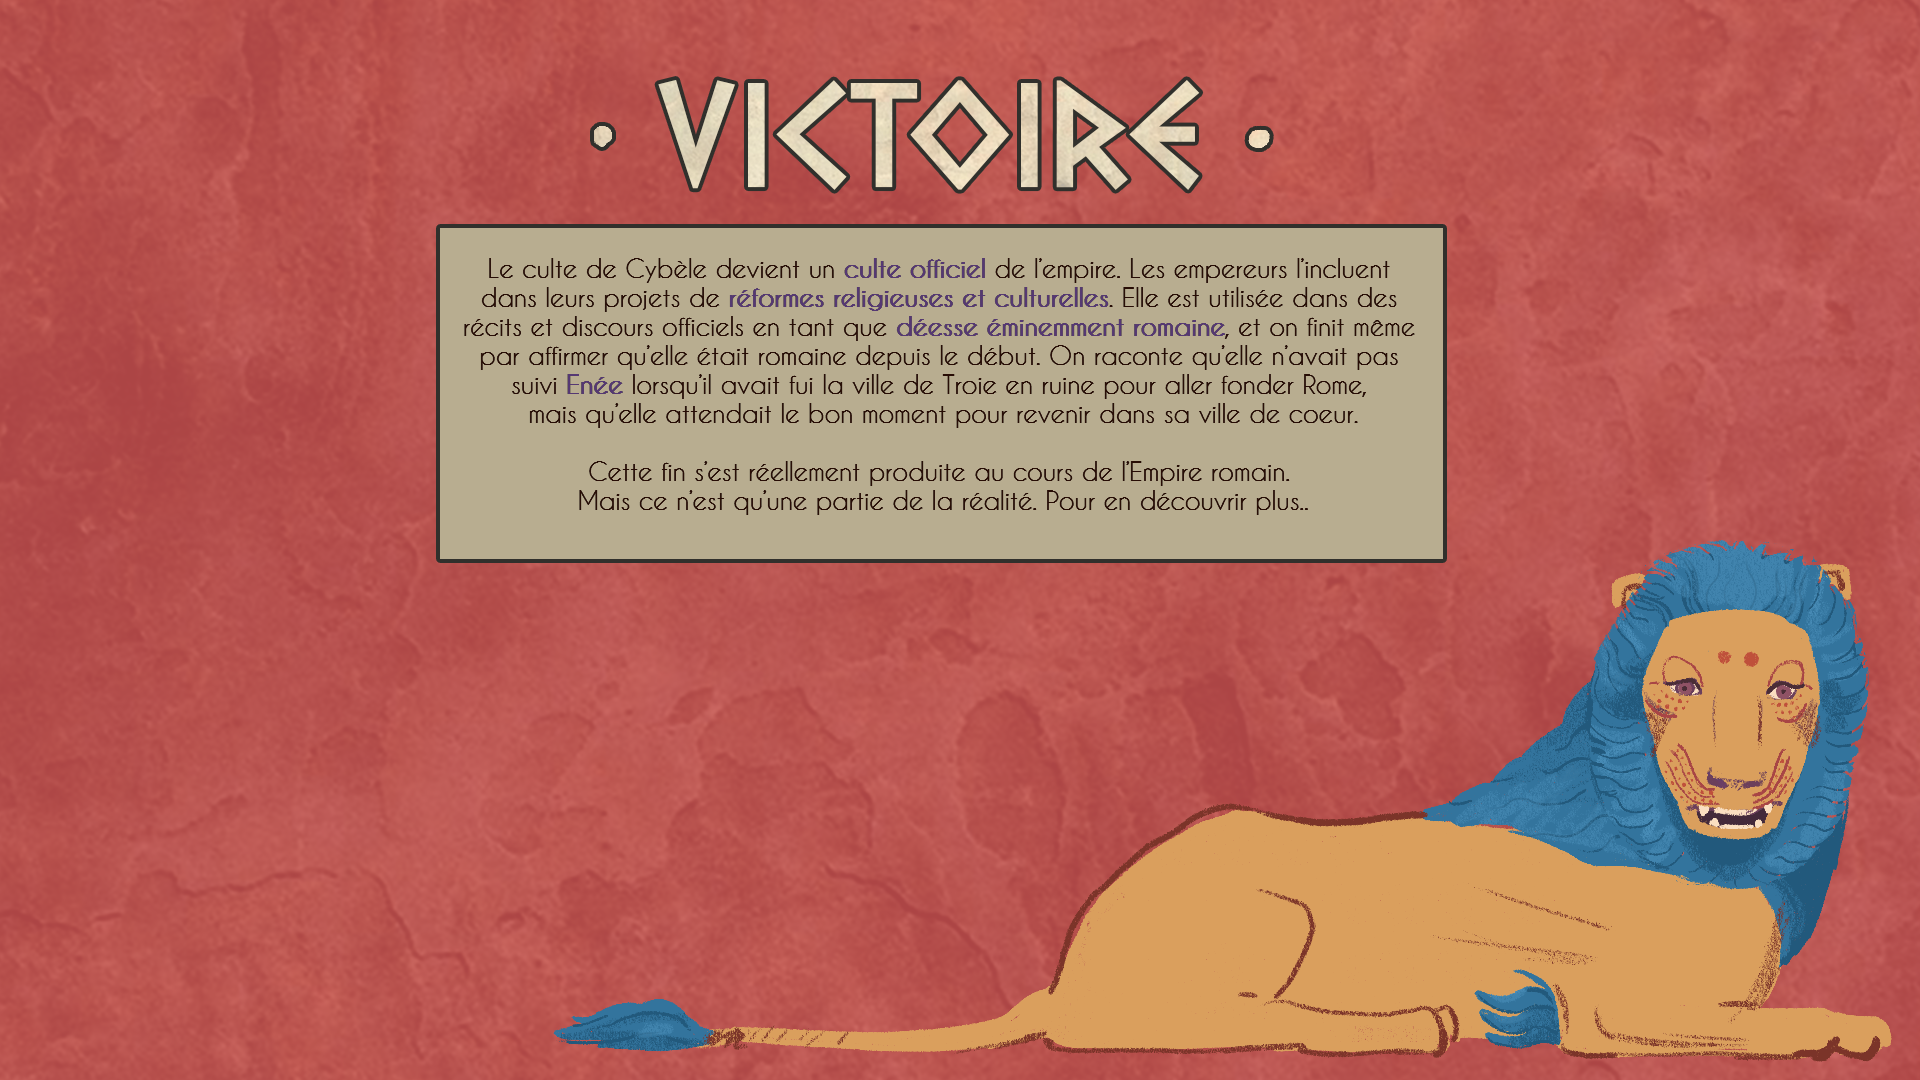 • VICTOIRE •
Le culte de Cybèle devient un culte officiel de l'empire. Les empereurs l'incluent
dans leurs projets de réformes religieuses et culturelles. Elle est utilisée dans des
récits et discours officiels en tant que déesse éminemment romaine, et on finit même
par affirmer qu'elle était romaine depuis le début. On raconte qu'elle n'avait pas
suivi Enée lorsqu'il avait fui la ville de Troie en ruine pour aller fonder Rome,
mais qu'elle attendait le bon moment pour revenir dans sa ville de coeur.
Cette fin s'est réellement produite au cours de l'Empire romain.
Mais ce n'est qu'une partie de la réalité. Pour en découvrir plus..